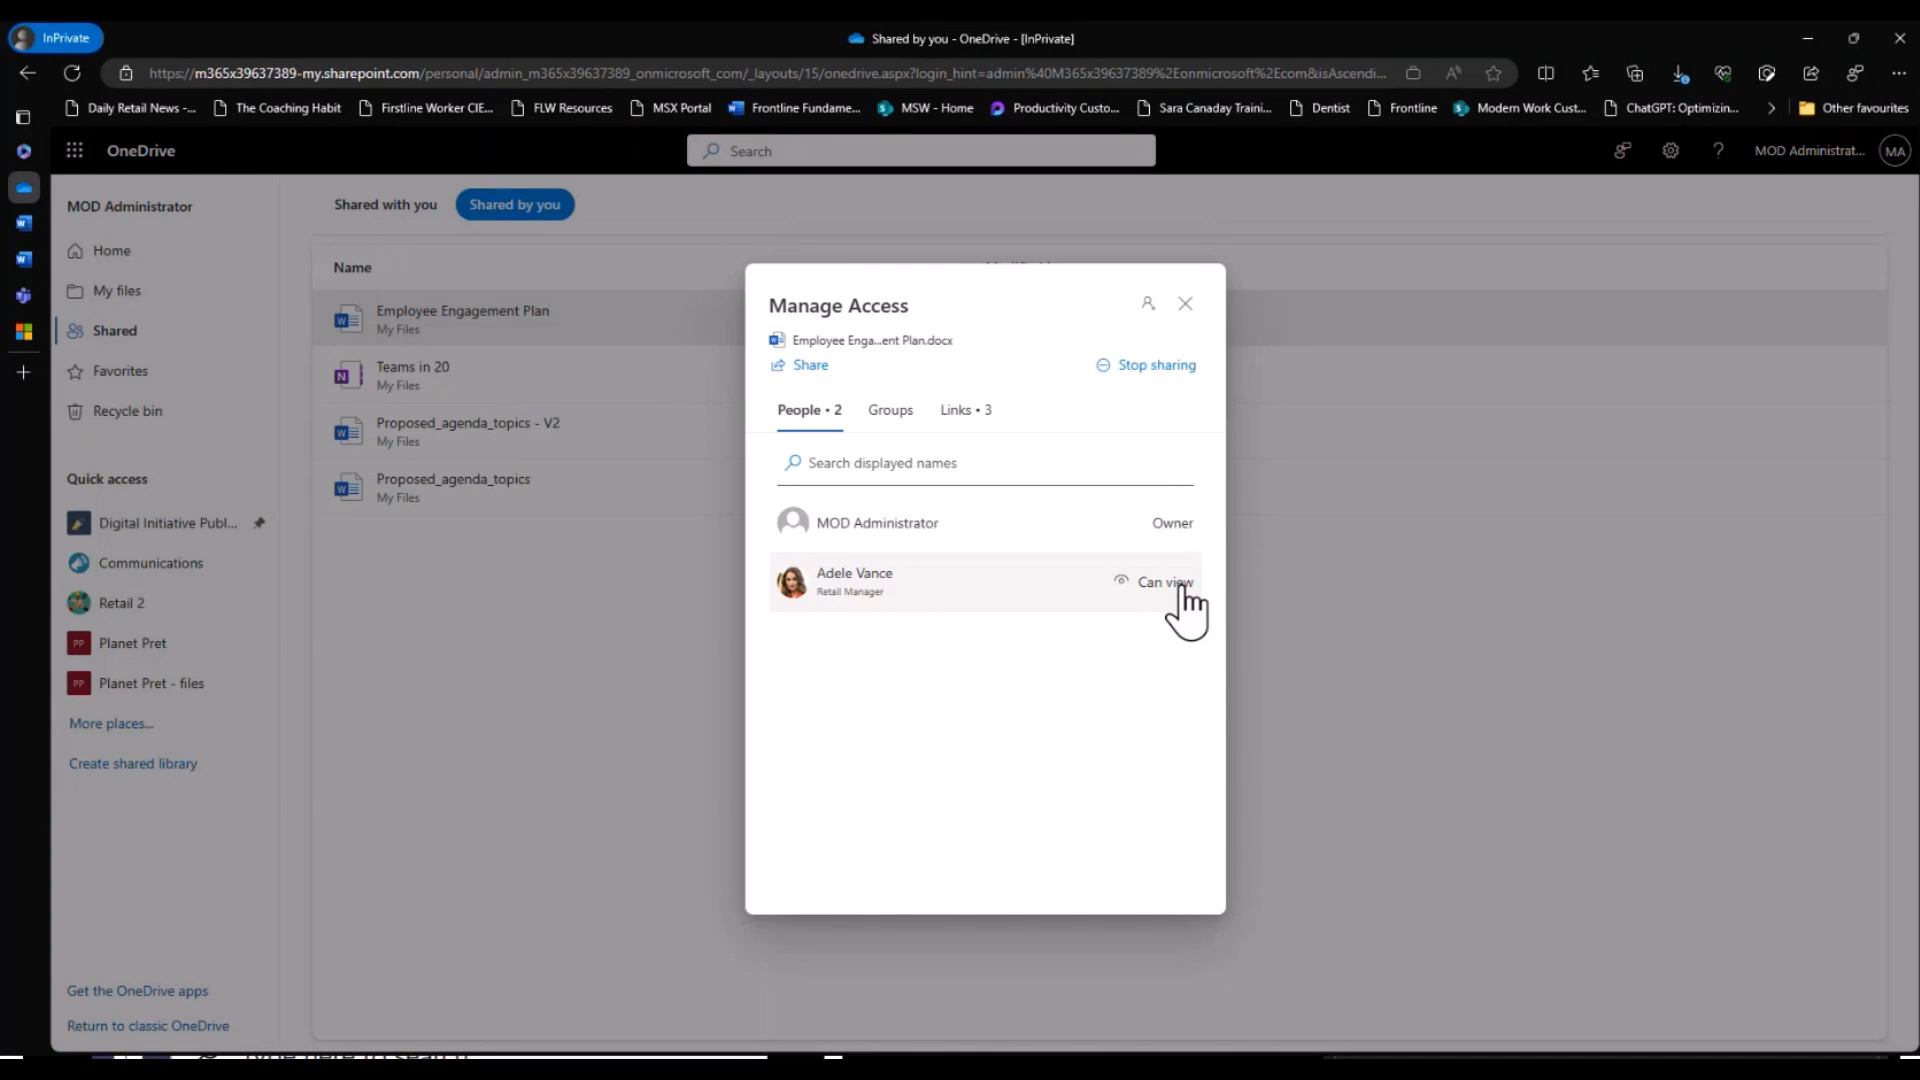 InPrivate
Shared by you - OneDrive - [InPrivate]
https://m365x39637389-my.sharepoint.com/personal/admin_m365x39637389_onmicrosoft_com/_layouts/15/onedrive.aspx?login_hint=admin%40M365x39637389%2Eonmicrosoft%2Ecom&isAscendi...
Daily Retail News -... The Coaching Habit Firstline Worker CIE... FLW Resources MSX Portal Frontline Fundame... MSW - Home Productivity Custo... Sara Canaday Traini... Dentist Frontline Modern Work Cust... ChatGPT: Optimizin... Other favourites
OneDrive
Search
MOD Administrat...
MA
MOD Administrator
Home
My files
Shared
Favorites
Recycle bin
Quick access
Digital Initiative Publ...
Communications
Retail 2
PP Planet Pret
PP Planet Pret - files
More places...
Create shared library
Get the OneDrive apps
Return to classic OneDrive
Shared with you Shared by you
Name
Employee Engagement Plan
My Files
Teams in 20
My Files
Proposed_agenda_topics - V2
My Files
Proposed_agenda_topics
My Files
Manage Access
Employee Enga...ent Plan.docx
Share Stop sharing
People • 2 Groups Links • 3
Search displayed names
MOD Administrator Owner
Adele Vance
Retail Manager
Can view